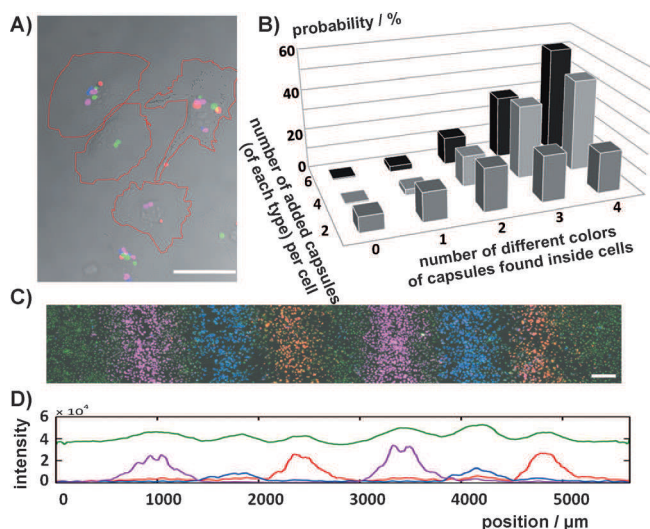 A)
B)
probability / %
60
40
20
0
6
4
2
number of added capsules
(of each type) per cell
0
1
2
3
4
number of different colors
of capsules found inside cells
C)
D)
6 × 10⁴
4
2
0
intensity
0
1000
2000
3000
4000
5000
position / µm